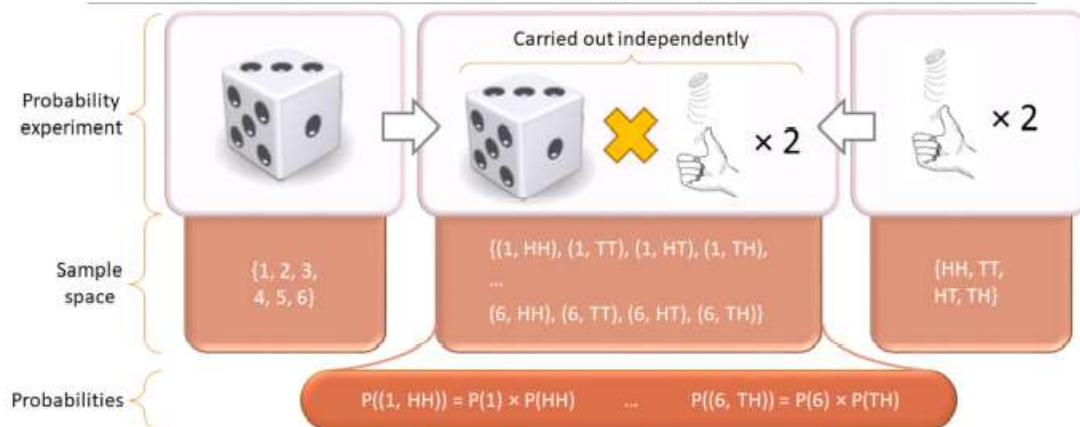 Carried out independently
Probability
experiment
× 2
× 2
Sample
space
{1, 2, 3,
4, 5, 6}
{(1, HH), (1, TT), (1, HT), (1, TH),
...
(6, HH), (6, TT), (6, HT), (6, TH)}
{HH, TT,
HT, TH}
Probabilities
P((1, HH)) = P(1) × P(HH) ... P((6, TH)) = P(6) × P(TH)